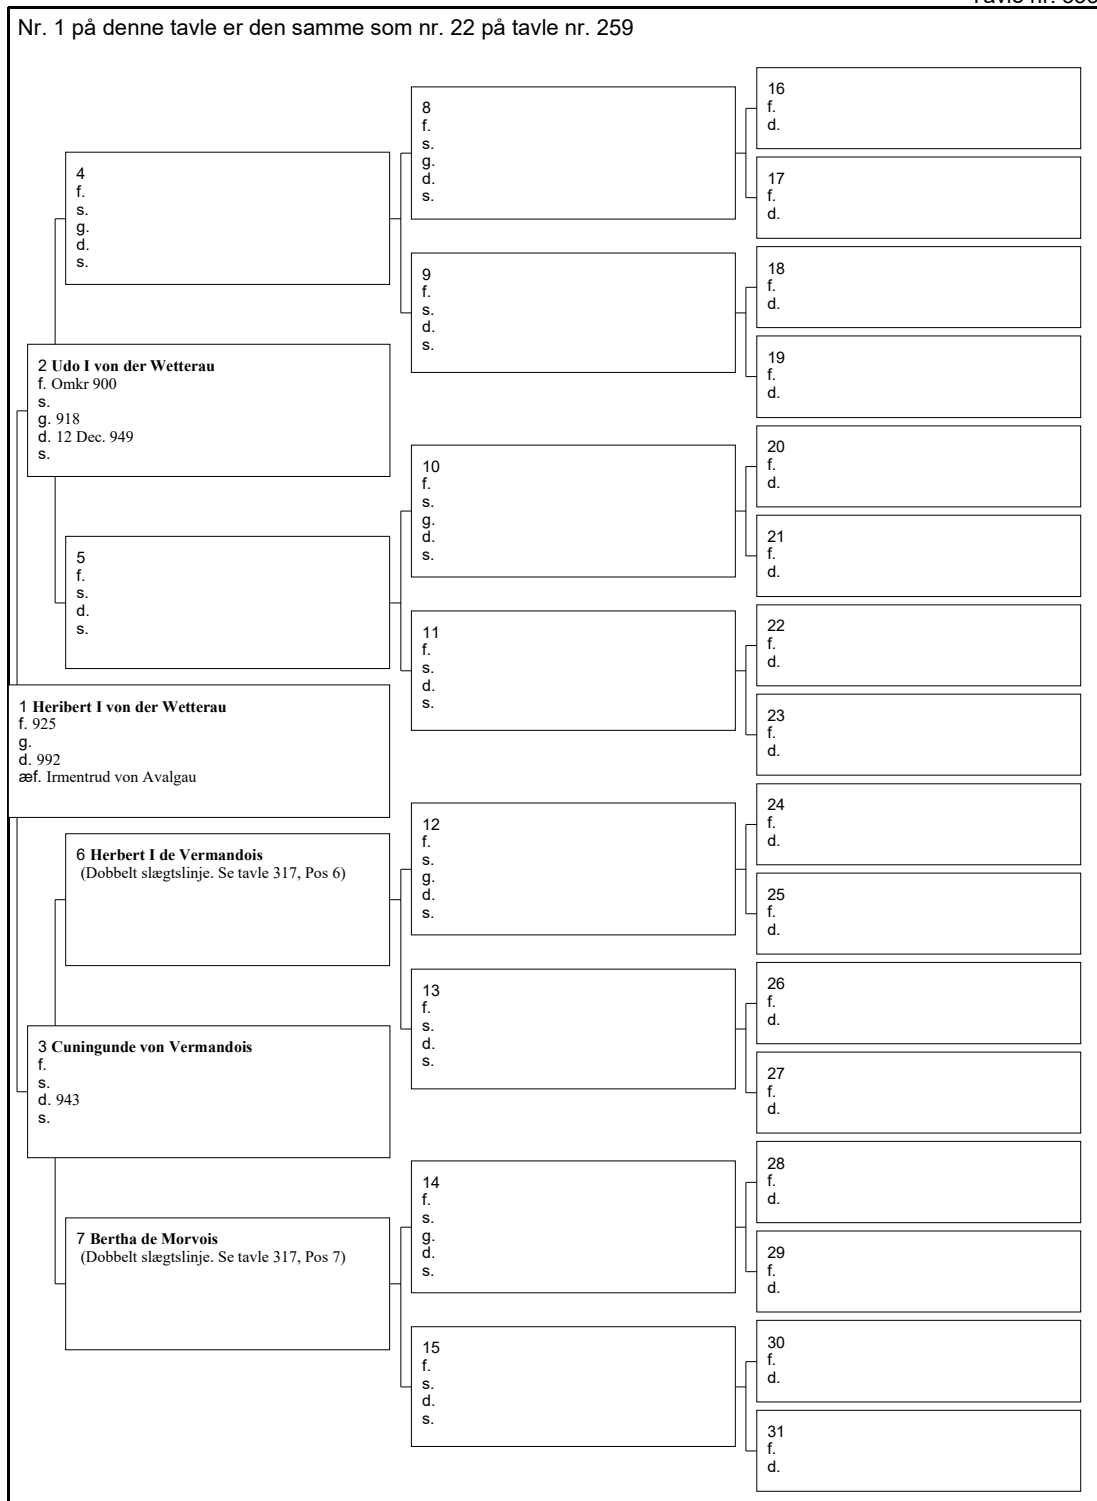 Nr. 1 på denne tavle er den samme som nr. 22 på tavle nr. 259
16
f.
d.
8
f.
s.
g.
d.
s.
17
f.
d.
4
f.
s.
g.
d.
s.
18
f.
d.
9
f.
s.
d.
s.
19
f.
d.
2 Udo I von der Wetterau
f. Omkr 900
s.
g. 918
d. 12 Dec. 949
s.
20
f.
d.
10
f.
s.
g.
d.
s.
21
f.
d.
5
f.
s.
d.
s.
22
f.
d.
11
f.
s.
d.
s.
23
f.
d.
1 Heribert I von der Wetterau
f. 925
g.
d. 992
æf. Irmentrud von Avalgau
24
f.
d.
12
f.
s.
g.
d.
s.
25
f.
d.
6 Herbert I de Vermandois
(Dobbelt slægtslinje. Se tavle 317, Pos 6)
26
f.
d.
13
f.
s.
d.
s.
27
f.
d.
3 Cuningunde von Vermandois
f.
s.
d. 943
s.
28
f.
d.
14
f.
s.
g.
d.
s.
29
f.
d.
7 Bertha de Morvois
(Dobbelt slægtslinje. Se tavle 317, Pos 7)
30
f.
d.
15
f.
s.
d.
s.
31
f.
d.